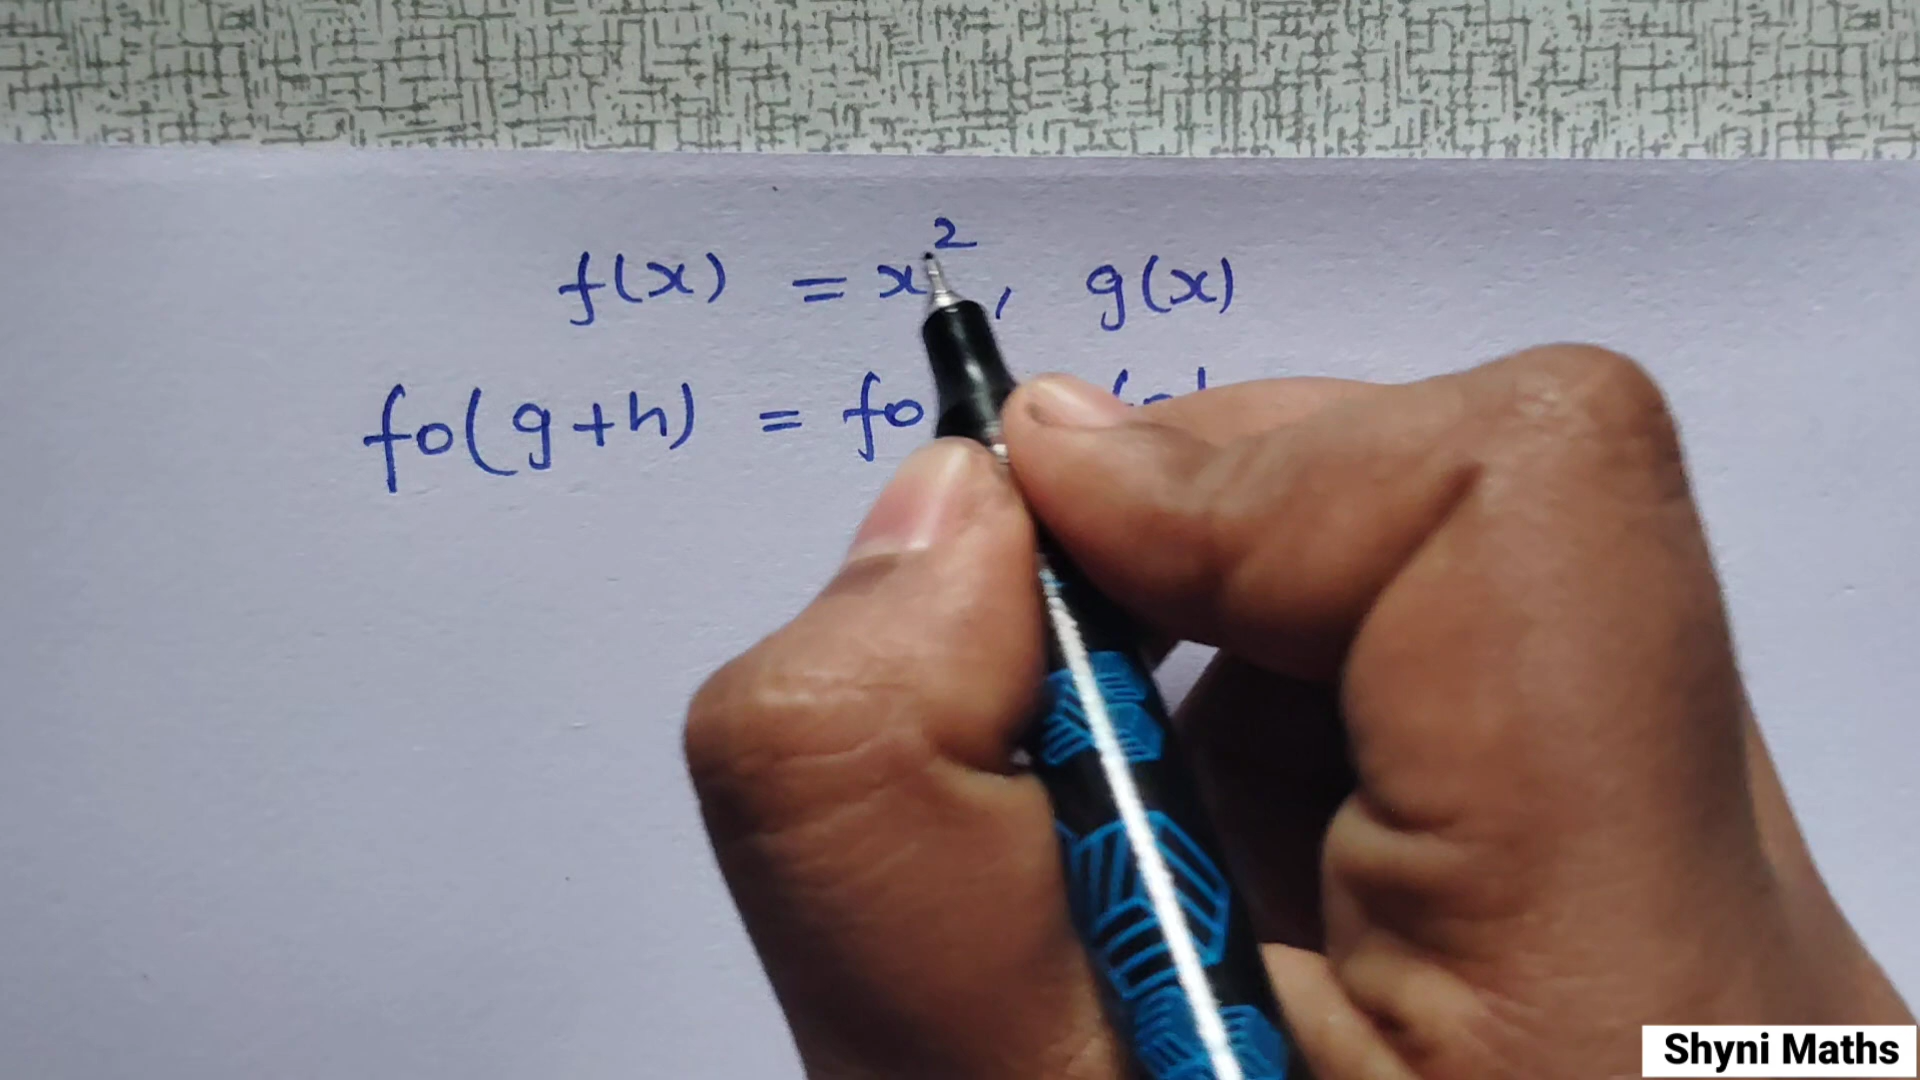 f(x) = x², g(x)
fo(g+h) = fo
Shyni Maths